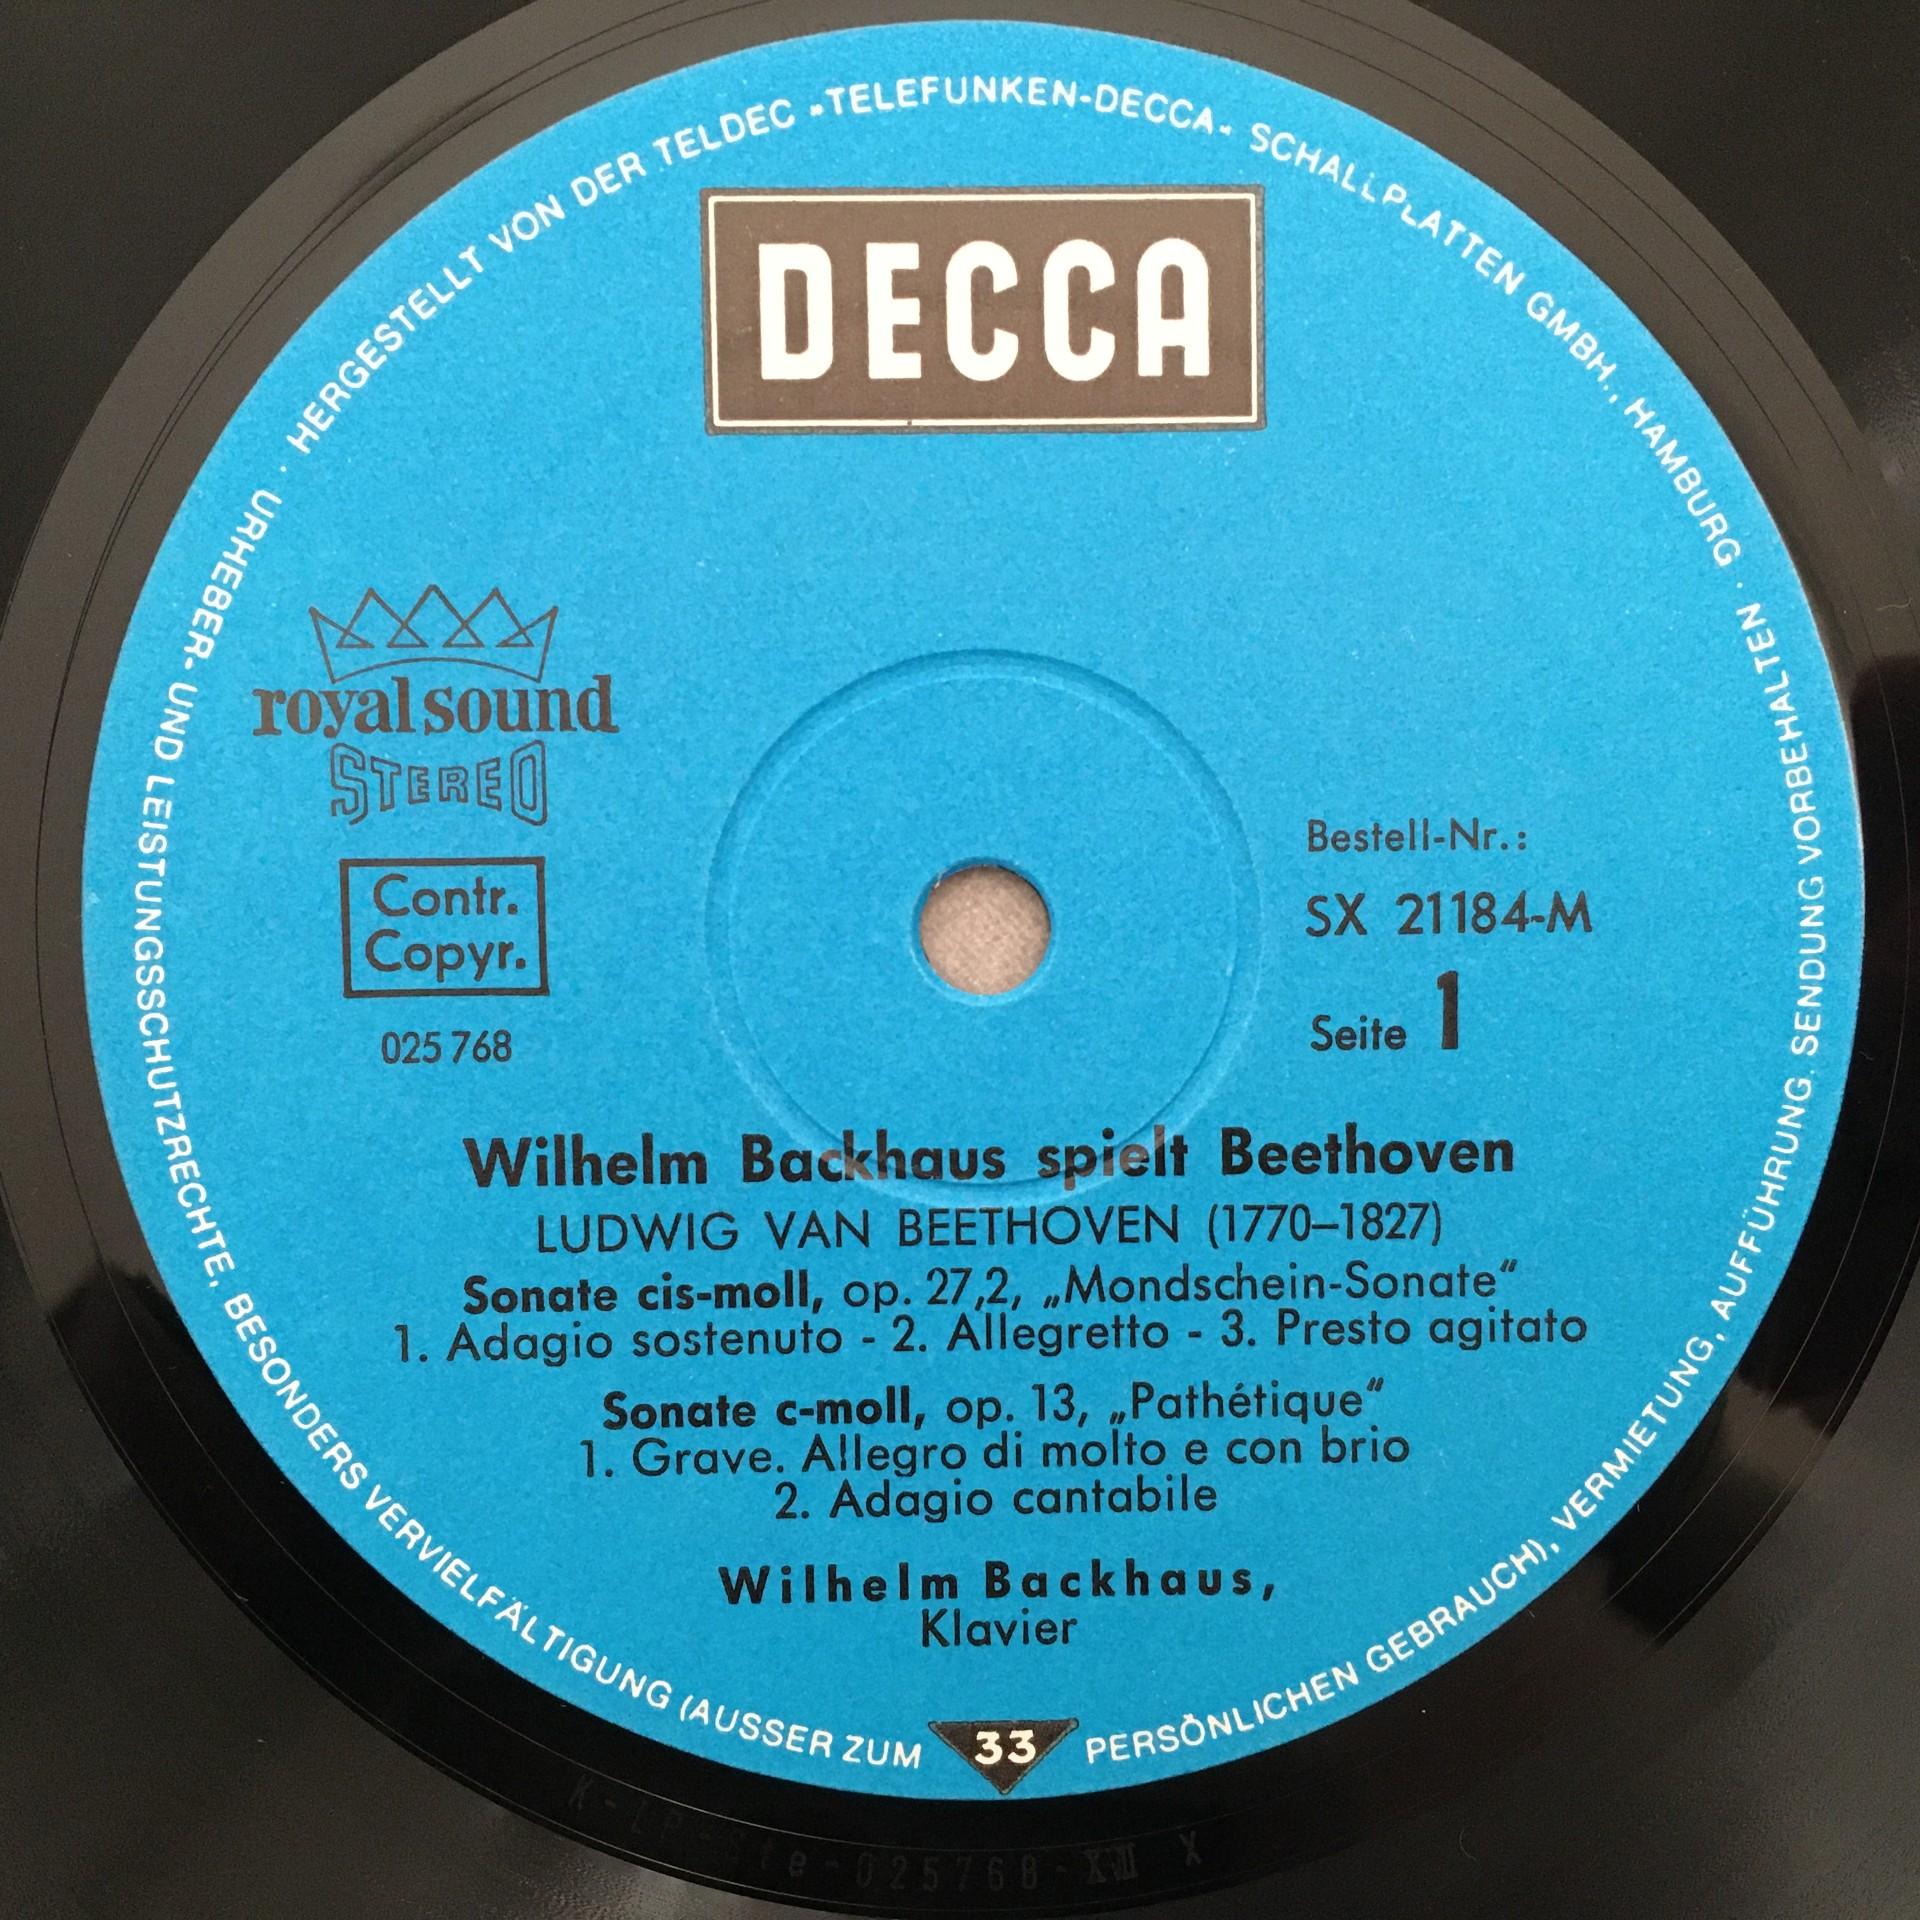 HERGESTELLT VON DER TELDEC »TELEFUNKEN-DECCA« SCHALLPLATTEN GMBH., HAMBURG ·
URHEBER- UND LEISTUNGSSCHUTZRECHTE, BESONDERS VERVIELFÄLTIGUNG (AUSSER ZUM PERSÖNLICHEN GEBRAUCH), VERMIETUNG, AUFFÜHRUNG, SENDUNG VORBEHALTEN ·
DECCA
royal sound
STEREO
Contr.
Copyr.
025 768
Bestell-Nr.:
SX 21184-M
Seite 1
Wilhelm Backhaus spielt Beethoven
LUDWIG VAN BEETHOVEN (1770–1827)
Sonate cis-moll, op. 27,2, „Mondschein-Sonate“
1. Adagio sostenuto - 2. Allegretto - 3. Presto agitato
Sonate c-moll, op. 13, „Pathétique“
1. Grave. Allegro di molto e con brio
2. Adagio cantabile
Wilhelm Backhaus,
Klavier
33
K-LP-Ste-025768-XVII X